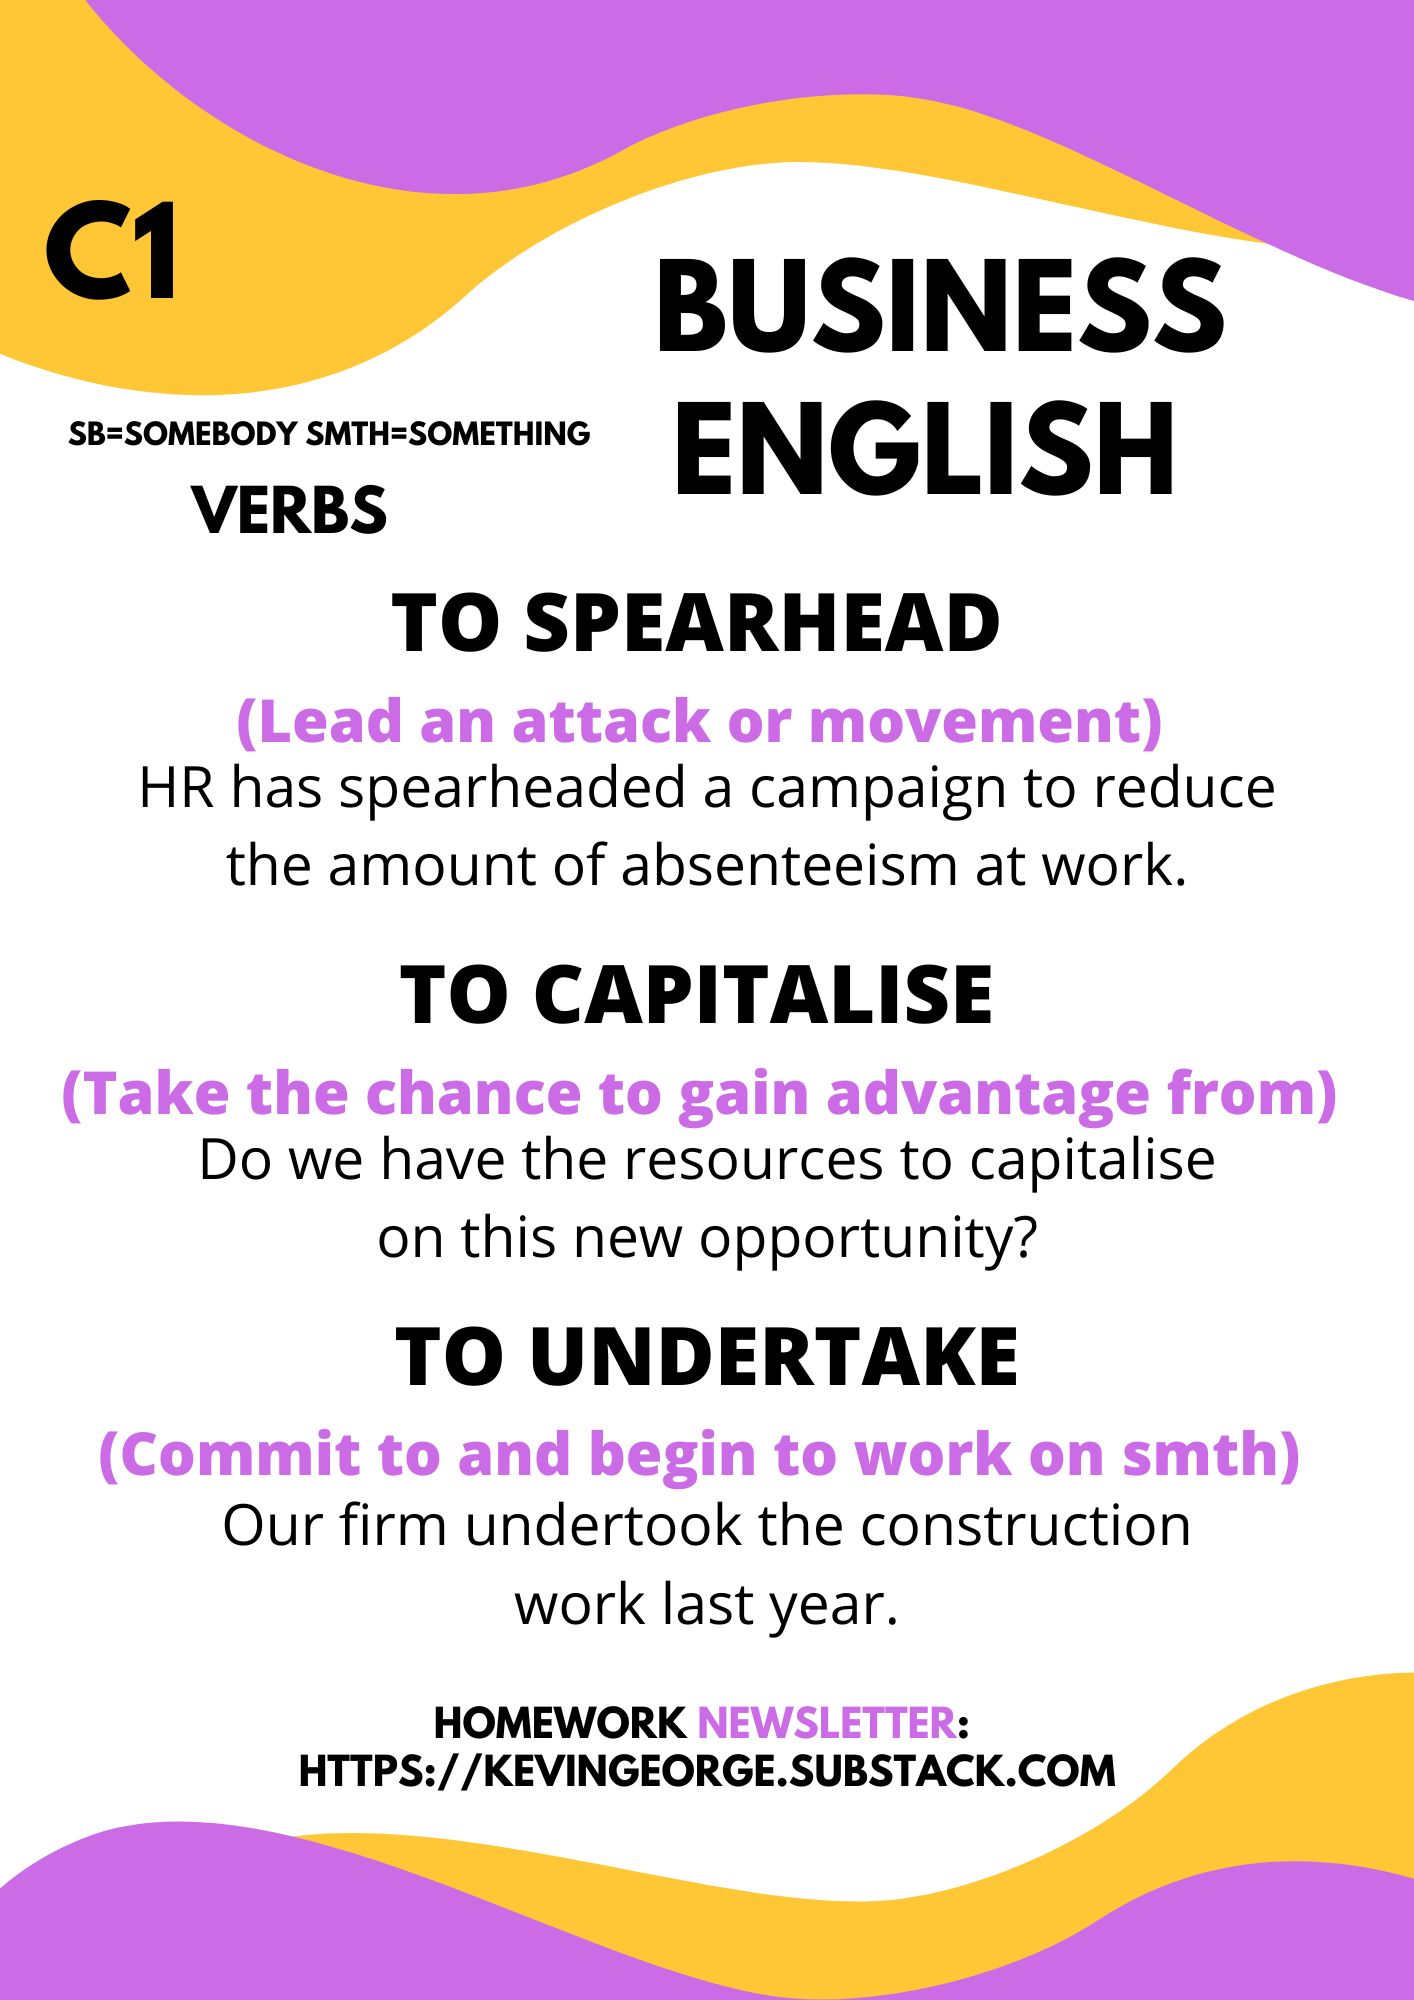 C1
BUSINESS
ENGLISH
SB=SOMEBODY SMTH=SOMETHING
VERBS
TO SPEARHEAD
(Lead an attack or movement)
HR has spearheaded a campaign to reduce
the amount of absenteeism at work.
TO CAPITALISE
(Take the chance to gain advantage from)
Do we have the resources to capitalise
on this new opportunity?
TO UNDERTAKE
(Commit to and begin to work on smth)
Our firm undertook the construction
work last year.
HOMEWORK NEWSLETTER:
HTTPS://KEVINGEORGE.SUBSTACK.COM